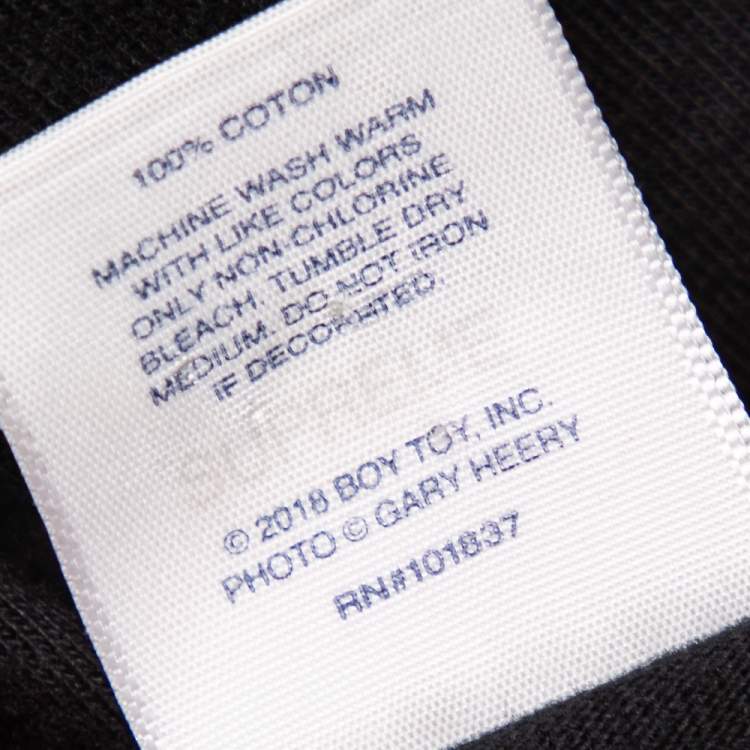 100% COTON
MACHINE WASH WARM
WITH LIKE COLORS
ONLY NON-CHLORINE
BLEACH. TUMBLE DRY
MEDIUM. DO NOT IRON
IF DECORATED.
© 2018 BOY TOY, INC.
PHOTO © GARY HEERY
RN#101837